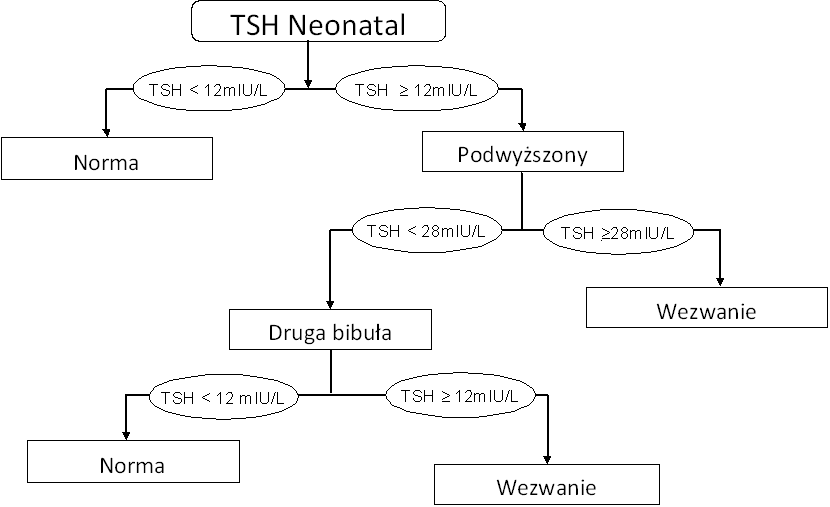 TSH Neonatal
TSH < 12mIU/L
TSH ≥ 12mIU/L
Norma
Podwyższony
TSH < 28mIU/L
TSH ≥28mIU/L
Wezwanie
Druga bibuła
TSH < 12 mIU/L
TSH ≥ 12mIU/L
Norma
Wezwanie